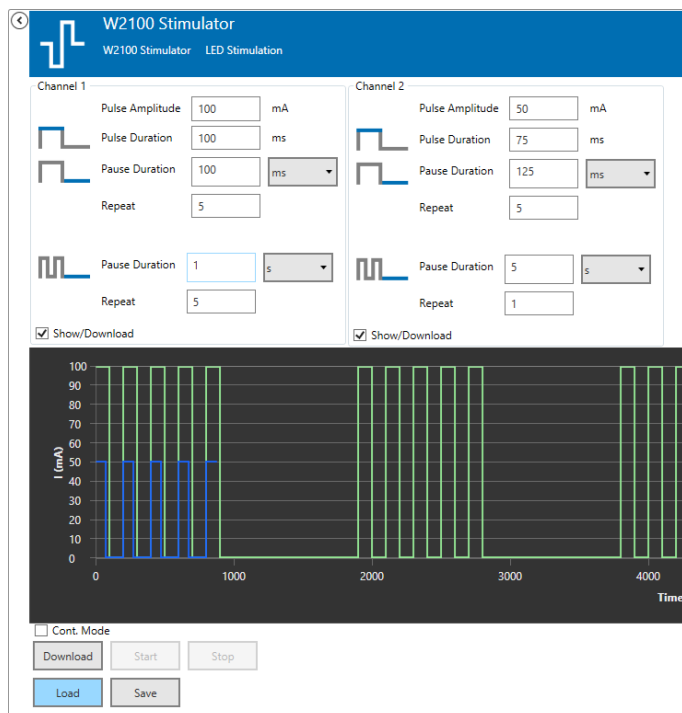 W2100 Stimulator
W2100 Stimulator LED Stimulation
Channel 1
Pulse Amplitude 100 mA
Pulse Duration 100 ms
Pause Duration 100 ms
Repeat 5
Pause Duration 1 s
Repeat 5
Show/Download
Channel 2
Pulse Amplitude 50 mA
Pulse Duration 75 ms
Pause Duration 125 ms
Repeat 5
Pause Duration 5 s
Repeat 1
Show/Download
I (mA)
100
90
80
70
60
50
40
30
20
10
0
0 1000 2000 3000 4000
Time
Cont. Mode
Download Start Stop
Load Save